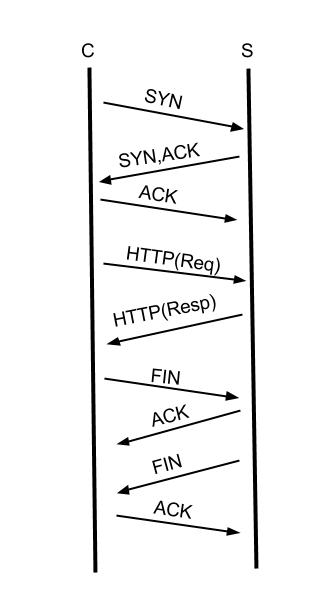 C S
SYN
SYN,ACK
ACK
HTTP(Req)
HTTP(Resp)
FIN
ACK
FIN
ACK